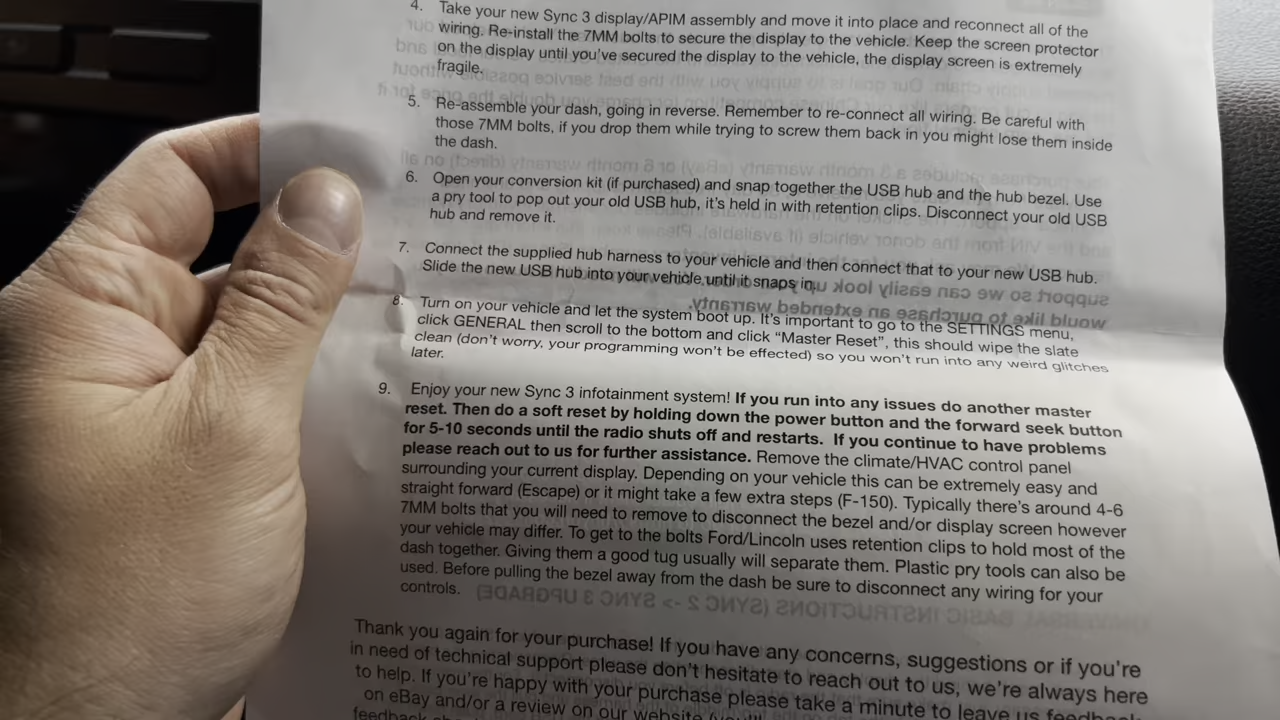 4. Take your new Sync 3 display/APIM assembly and move it into place and reconnect all of the
wiring. Re-install the 7MM bolts to secure the display to the vehicle. Keep the screen protector
on the display until you've secured the display to the vehicle, the display screen is extremely
fragile.
5. Re-assemble your dash, going in reverse. Remember to re-connect all wiring. Be careful with
those 7MM bolts, if you drop them while trying to screw them back in you might lose them inside
the dash.
6. Open your conversion kit (if purchased) and snap together the USB hub and the hub bezel. Use
a pry tool to pop out your old USB hub, it's held in with retention clips. Disconnect your old USB
hub and remove it.
7. Connect the supplied hub harness to your vehicle and then connect that to your new USB hub.
Slide the new USB hub into your vehicle until it snaps in.
8. Turn on your vehicle and let the system boot up. It's important to go to the SETTINGS menu,
click GENERAL then scroll to the bottom and click “Master Reset”, this should wipe the slate
clean (don't worry, your programming won't be effected) so you won't run into any weird glitches
later.
9. Enjoy your new Sync 3 infotainment system! If you run into any issues do another master
reset. Then do a soft reset by holding down the power button and the forward seek button
for 5-10 seconds until the radio shuts off and restarts. If you continue to have problems
please reach out to us for further assistance. Remove the climate/HVAC control panel
surrounding your current display. Depending on your vehicle this can be extremely easy and
straight forward (Escape) or it might take a few extra steps (F-150). Typically there's around 4-6
7MM bolts that you will need to remove to disconnect the bezel and/or display screen however
your vehicle may differ. To get to the bolts Ford/Lincoln uses retention clips to hold most of the
dash together. Giving them a good tug usually will separate them. Plastic pry tools can also be
used. Before pulling the bezel away from the dash be sure to disconnect any wiring for your
controls.
Thank you again for your purchase! If you have any concerns, suggestions or if you're
in need of technical support please don't hesitate to reach out to us, we're always here
to help. If you're happy with your purchase please take a minute to leave us feedback
on eBay and/or a review on our website